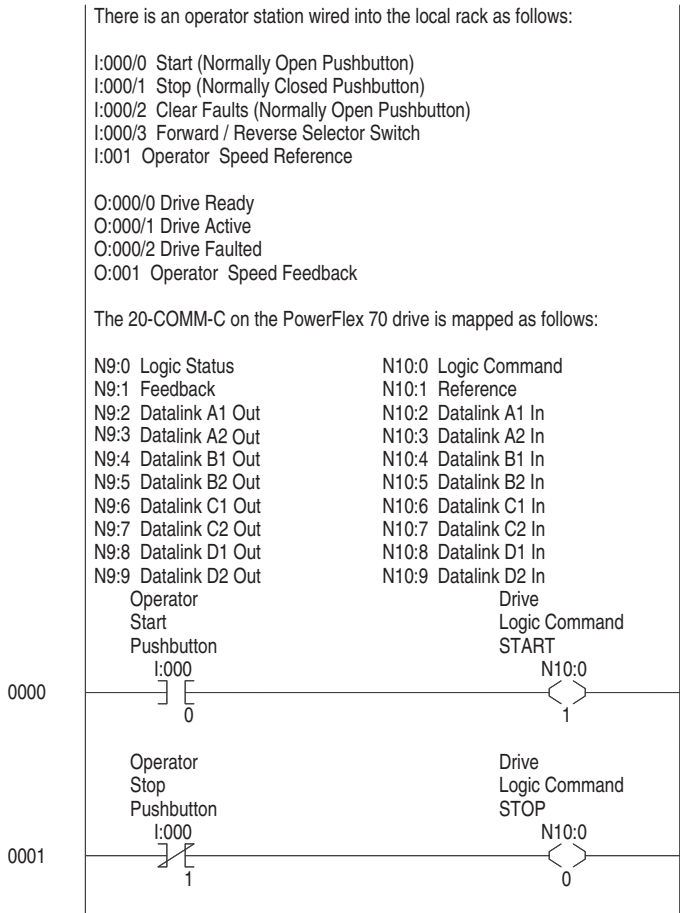 There is an operator station wired into the local rack as follows:
I:000/0 Start (Normally Open Pushbutton)
I:000/1 Stop (Normally Closed Pushbutton)
I:000/2 Clear Faults (Normally Open Pushbutton)
I:000/3 Forward / Reverse Selector Switch
I:001 Operator Speed Reference
O:000/0 Drive Ready
O:000/1 Drive Active
O:000/2 Drive Faulted
O:001 Operator Speed Feedback
The 20-COMM-C on the PowerFlex 70 drive is mapped as follows:
N9:0 Logic Status N10:0 Logic Command
N9:1 Feedback N10:1 Reference
N9:2 Datalink A1 Out N10:2 Datalink A1 In
N9:3 Datalink A2 Out N10:3 Datalink A2 In
N9:4 Datalink B1 Out N10:4 Datalink B1 In
N9:5 Datalink B2 Out N10:5 Datalink B2 In
N9:6 Datalink C1 Out N10:6 Datalink C1 In
N9:7 Datalink C2 Out N10:7 Datalink C2 In
N9:8 Datalink D1 Out N10:8 Datalink D1 In
N9:9 Datalink D2 Out N10:9 Datalink D2 In
Operator Drive
Start Logic Command
Pushbutton START
I:000 N10:0
0000
0 1
Operator Drive
Stop Logic Command
Pushbutton STOP
I:000 N10:0
0001
1 0